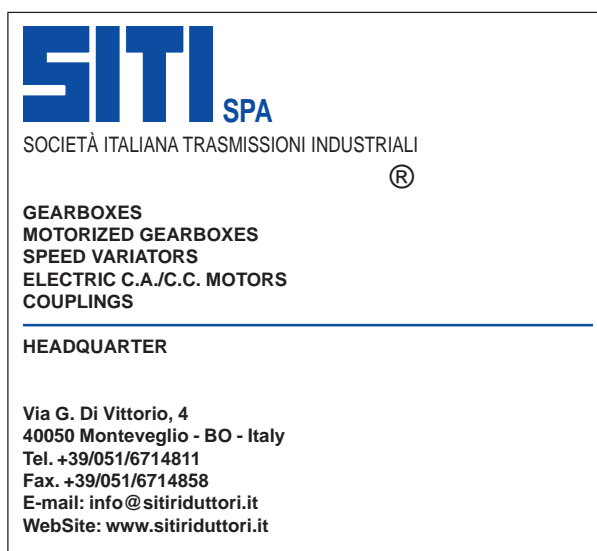 SITI SPA
SOCIETÀ ITALIANA TRASMISSIONI INDUSTRIALI
®
GEARBOXES
MOTORIZED GEARBOXES
SPEED VARIATORS
ELECTRIC C.A./C.C. MOTORS
COUPLINGS
HEADQUARTER
Via G. Di Vittorio, 4
40050 Monteveglio - BO - Italy
Tel. +39/051/6714811
Fax. +39/051/6714858
E-mail: info@sitiriduttori.it
WebSite: www.sitiriduttori.it